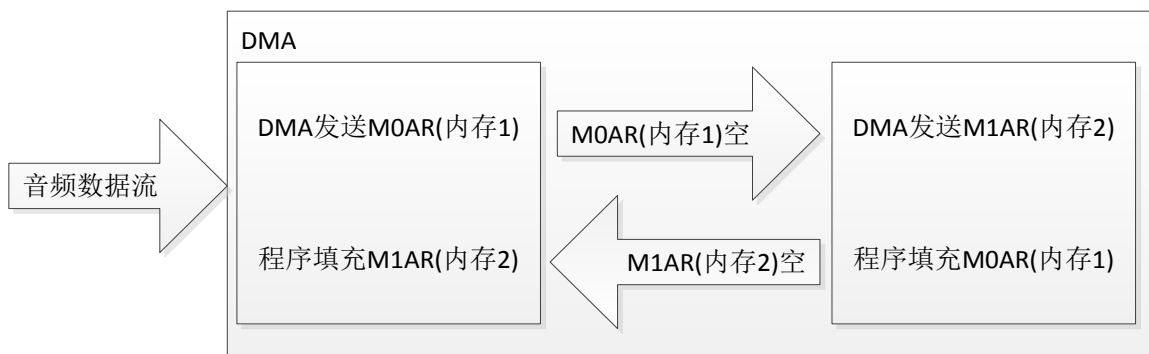 DMA
音频数据流
DMA发送M0AR(内存1)
程序填充M1AR(内存2)
M0AR(内存1)空
M1AR(内存2)空
DMA发送M1AR(内存2)
程序填充M0AR(内存1)